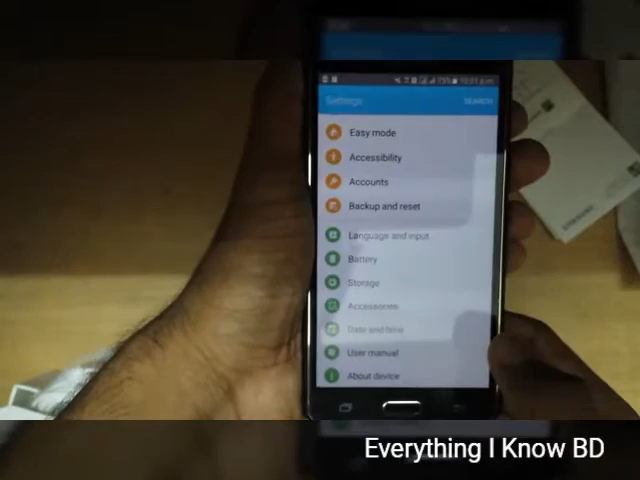 Settings
SEARCH
Easy mode
Accessibility
Accounts
Backup and reset
Language and input
Battery
Storage
Accessories
Date and time
User manual
About device
Everything I Know BD